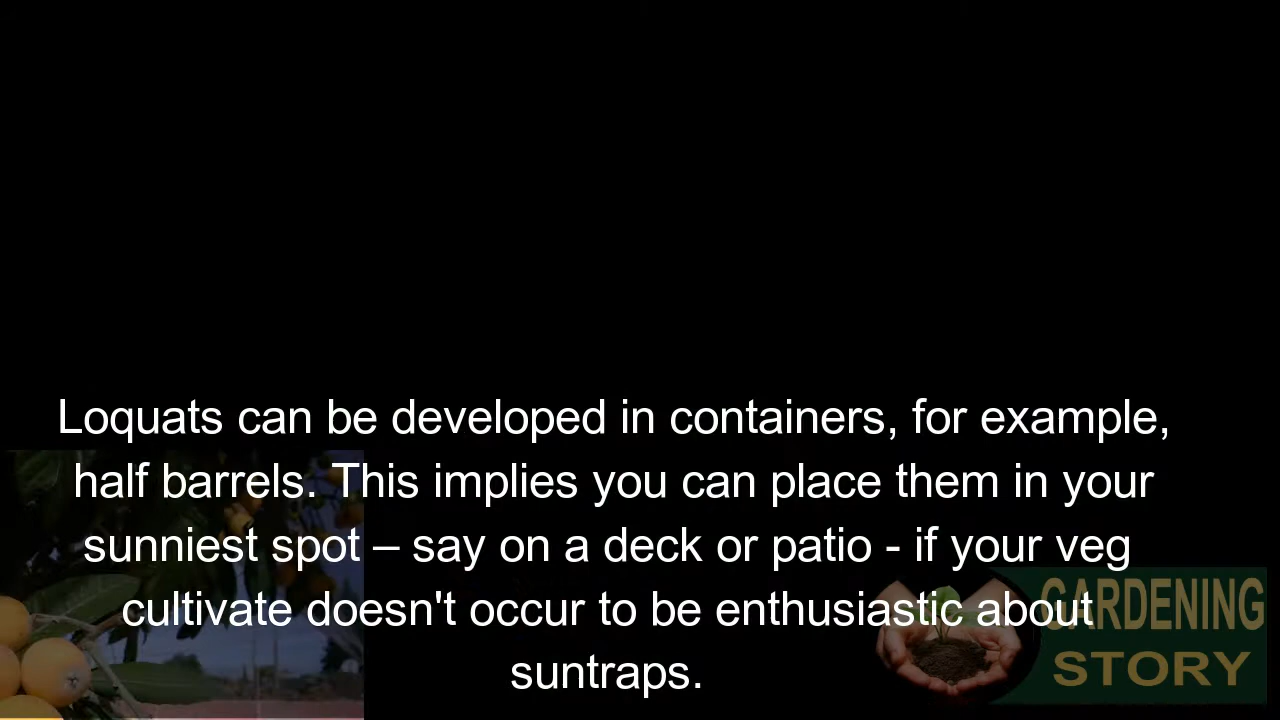 Loquats can be developed in containers, for example,
half barrels. This implies you can place them in your
sunniest spot – say on a deck or patio - if your veg
cultivate doesn't occur to be enthusiastic about
suntraps.
GARDENING
STORY